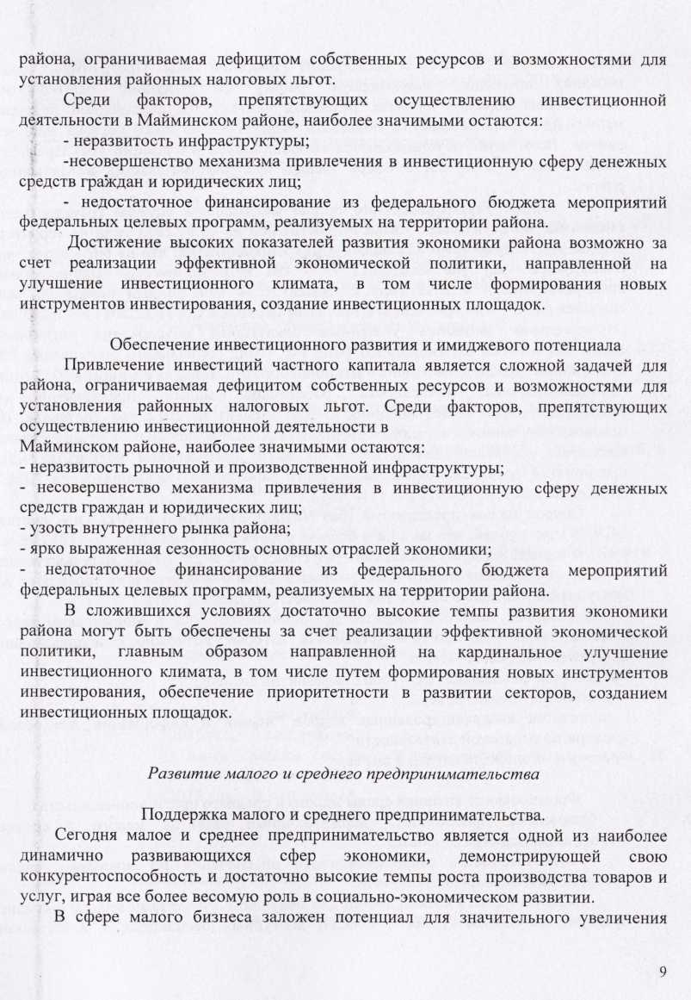 района, ограничиваемая дефицитом собственных ресурсов и возможностями для
установления районных налоговых льгот.
Среди факторов, препятствующих осуществлению инвестиционной
деятельности в Майминском районе, наиболее значимыми остаются:
- неразвитость инфраструктуры;
-несовершенство механизма привлечения в инвестиционную сферу денежных
средств граждан и юридических лиц;
- недостаточное финансирование из федерального бюджета мероприятий
федеральных целевых программ, реализуемых на территории района.
Достижение высоких показателей развития экономики района возможно за
счет реализации эффективной экономической политики, направленной на
улучшение инвестиционного климата, в том числе формирования новых
инструментов инвестирования, создание инвестиционных площадок.
Обеспечение инвестиционного развития и имиджевого потенциала
Привлечение инвестиций частного капитала является сложной задачей для
района, ограничиваемая дефицитом собственных ресурсов и возможностями для
установления районных налоговых льгот. Среди факторов, препятствующих
осуществлению инвестиционной деятельности в
Майминском районе, наиболее значимыми остаются:
- неразвитость рыночной и производственной инфраструктуры;
- несовершенство механизма привлечения в инвестиционную сферу денежных
средств граждан и юридических лиц;
- узость внутреннего рынка района;
- ярко выраженная сезонность основных отраслей экономики;
- недостаточное финансирование из федерального бюджета мероприятий
федеральных целевых программ, реализуемых на территории района.
В сложившихся условиях достаточно высокие темпы развития экономики
района могут быть обеспечены за счет реализации эффективной экономической
политики, главным образом направленной на кардинальное улучшение
инвестиционного климата, в том числе путем формирования новых инструментов
инвестирования, обеспечение приоритетности в развитии секторов, созданием
инвестиционных площадок.
Развитие малого и среднего предпринимательства
Поддержка малого и среднего предпринимательства.
Сегодня малое и среднее предпринимательство является одной из наиболее
динамично развивающихся сфер экономики, демонстрирующей свою
конкурентоспособность и достаточно высокие темпы роста производства товаров и
услуг, играя все более весомую роль в социально-экономическом развитии.
В сфере малого бизнеса заложен потенциал для значительного увеличения
9